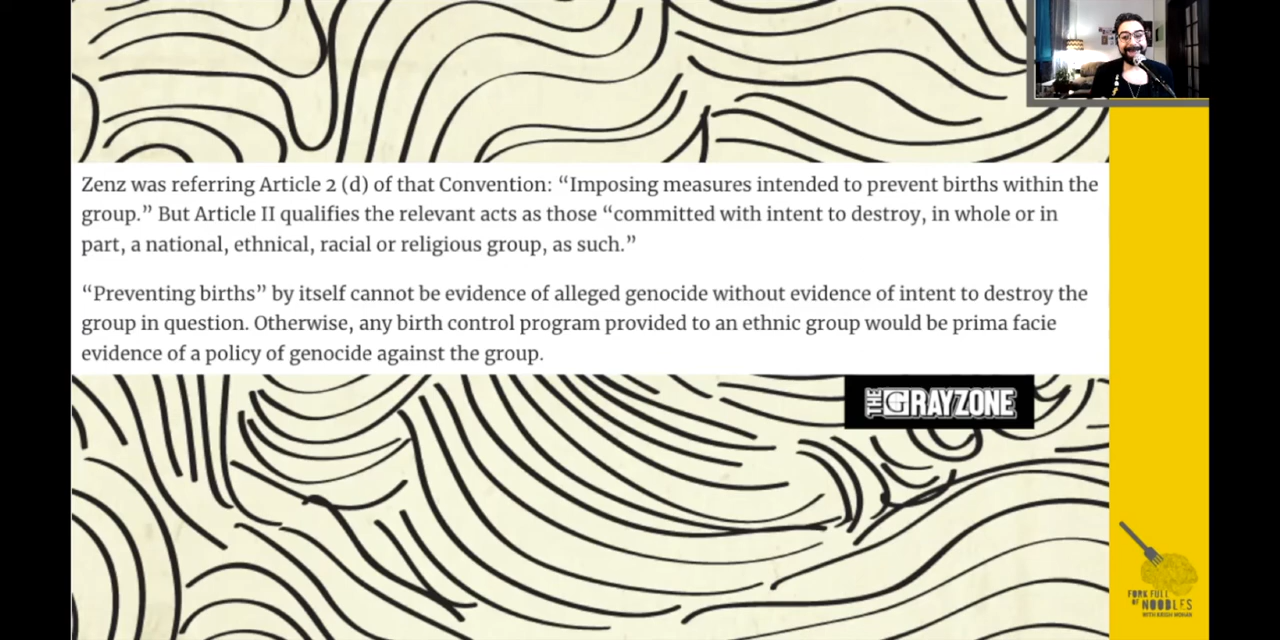 Zenz was referring Article 2 (d) of that Convention: “Imposing measures intended to prevent births within the
group.” But Article II qualifies the relevant acts as those “committed with intent to destroy, in whole or in
part, a national, ethnical, racial or religious group, as such.”
“Preventing births” by itself cannot be evidence of alleged genocide without evidence of intent to destroy the
group in question. Otherwise, any birth control program provided to an ethnic group would be prima facie
evidence of a policy of genocide against the group.
THE GRAYZONE
FORK FULL
OF NOODLES
WITH KRISH MOHAN